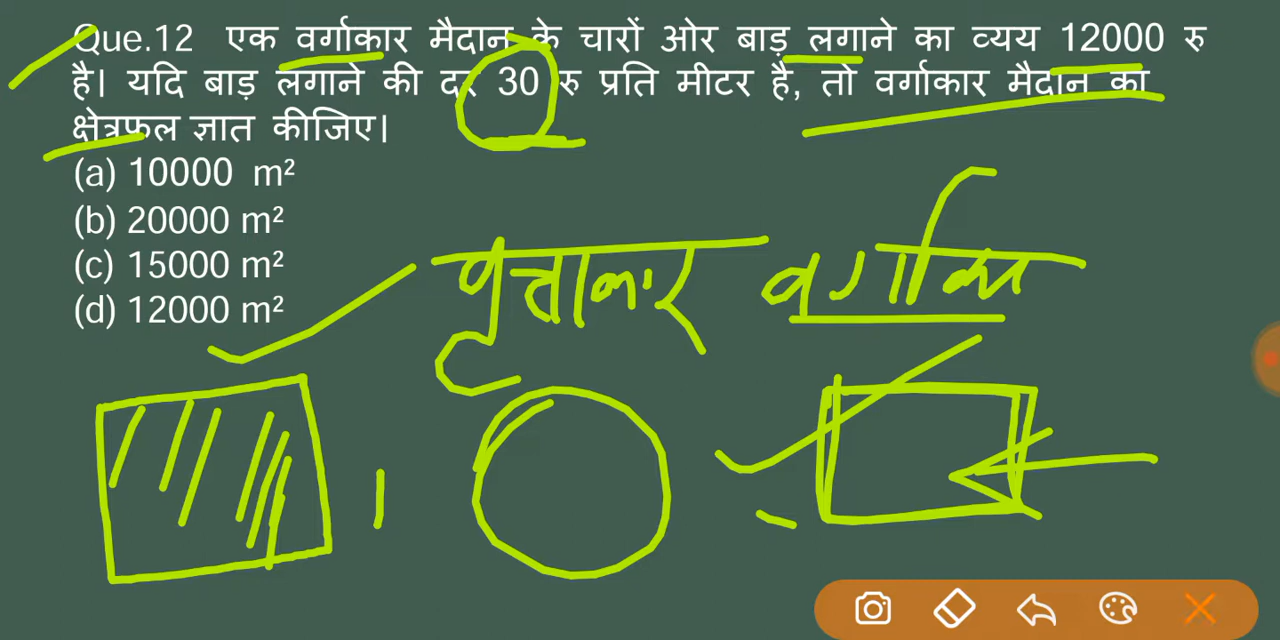 Que.12 एक वर्गाकार मैदान के चारों ओर बाड़ लगाने का व्यय 12000 रु
है। यदि बाड़ लगाने की दर 30 रु प्रति मीटर है, तो वर्गाकार मैदान का
क्षेत्रफल ज्ञात कीजिए।
(a) 10000 m²
(b) 20000 m²
(c) 15000 m²
(d) 12000 m²
वृत्ताकार